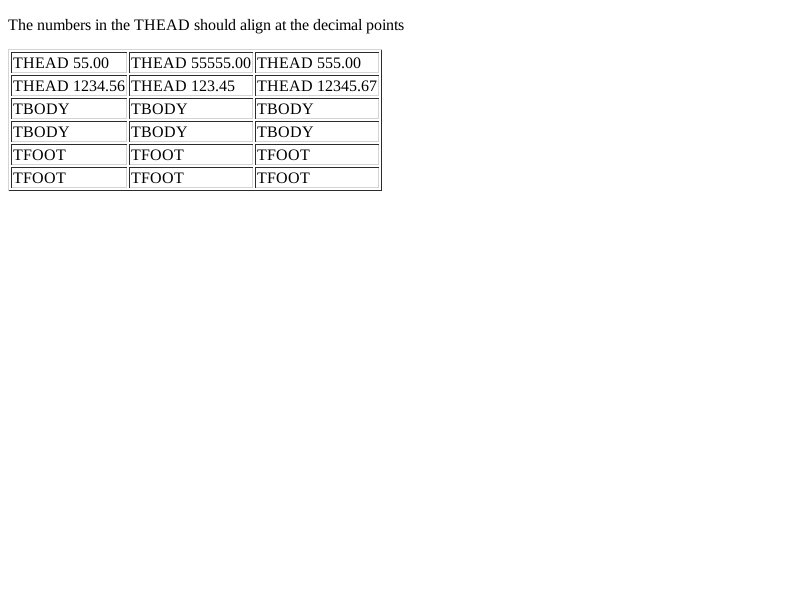 The numbers in the THEAD should align at the decimal points
THEAD 55.00 THEAD 55555.00 THEAD 555.00
THEAD 1234.56 THEAD 123.45 THEAD 12345.67
TBODY TBODY TBODY
TBODY TBODY TBODY
TFOOT TFOOT TFOOT
TFOOT TFOOT TFOOT